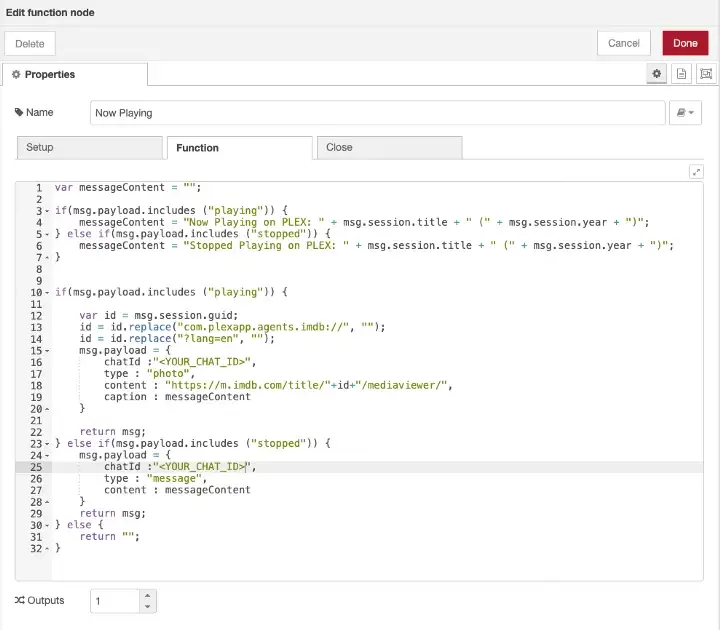 Edit function node
Delete
Cancel
Done
Properties
Name
Now Playing
Setup
Function
Close
1 var messageContent = "";
2
3 if(msg.payload.includes ("playing")) {
4     messageContent = "Now Playing on PLEX: " + msg.session.title + " (" + msg.session.year + ")";
5 } else if(msg.payload.includes ("stopped")) {
6     messageContent = "Stopped Playing on PLEX: " + msg.session.title + " (" + msg.session.year + ")";
7 }
8
9
10 if(msg.payload.includes ("playing")) {
11
12     var id = msg.session.guid;
13     id = id.replace("com.plexapp.agents.imdb://", "");
14     id = id.replace("?lang=en", "");
15     msg.payload = {
16         chatId :"<YOUR_CHAT_ID>",
17         type : "photo",
18         content : "https://m.imdb.com/title/"+id+"/mediaviewer/",
19         caption : messageContent
20     }
21
22     return msg;
23 } else if(msg.payload.includes ("stopped")) {
24     msg.payload = {
25         chatId :"<YOUR_CHAT_ID>",
26         type : "message",
27         content : messageContent
28     }
29     return msg;
30 } else {
31     return "";
32 }
Outputs
1